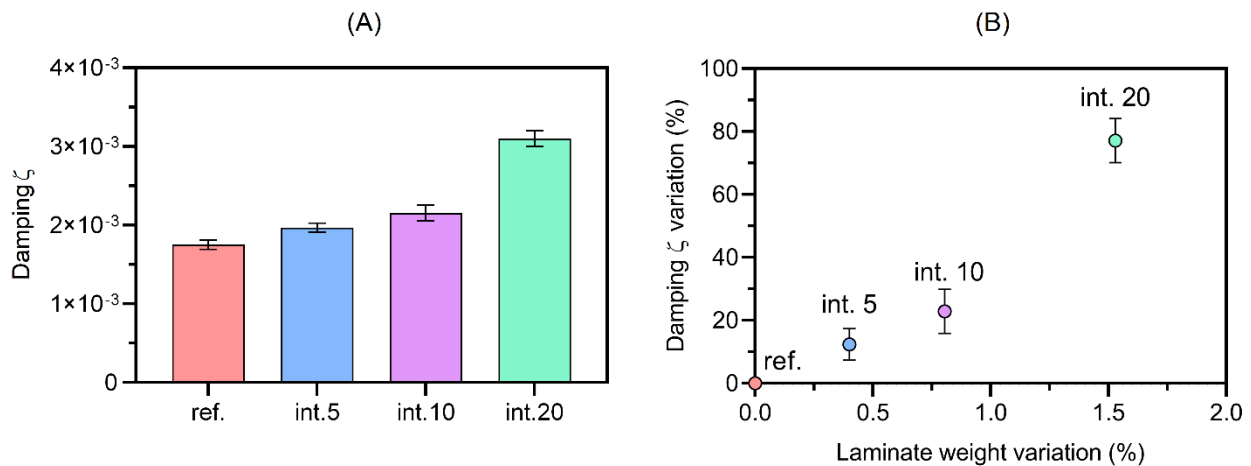 (A)
Damping ζ
4×10⁻³
3×10⁻³
2×10⁻³
1×10⁻³
0
ref.
int.5
int.10
int.20
(B)
Damping ζ variation (%)
100
80
60
40
20
0
int. 20
int. 10
int. 5
ref.
0.0
0.5
1.0
1.5
2.0
Laminate weight variation (%)